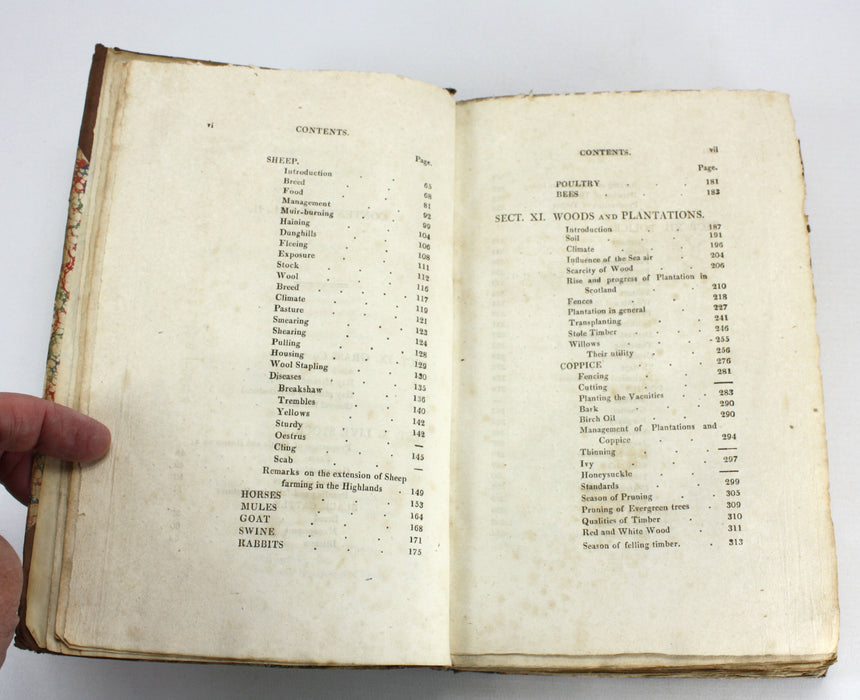 vi
CONTENTS.
Page.
SHEEP.
Introduction 65
Breed 68
Food 81
Management 92
Muir-burning 99
Haining 104
Dunghills 106
Fleeing 108
Exposure 111
Stock 112
Wool 116
Breed 117
Climate 119
Pasture 121
Smearing 123
Shearing 124
Pulling 128
Housing 129
Wool Stapling 130
Diseases 135
Breakshaw 136
Trembles 140
Yellows 142
Sturdy 142
Oestrus —
Cling 145
Scab —
Remarks on the extension of Sheep
farming in the Highlands 149
HORSES 153
MULES 164
GOAT 168
SWINE 171
RABBITS 175
CONTENTS. vii
Page.
POULTRY 181
BEES 183
SECT. XI. WOODS AND PLANTATIONS.
Introduction 187
Soil 191
Climate 196
Influence of the Sea air 204
Scarcity of Wood 206
Rise and progress of Plantation in
Scotland 210
Fences 218
Plantation in general 227
Transplanting 241
Stole Timber 246
Willows 255
Their utility 256
COPPICE 276
Fencing 281
Cutting —
Planting the Vacuities 283
Bark 290
Birch Oil 290
Management of Plantations and
Coppice 294
Thinning —
Ivy 297
Honeysuckle —
Standards 299
Season of Pruning 305
Pruning of Evergreen trees 309
Qualities of Timber 310
Red and White Wood 311
Season of felling timber. 313